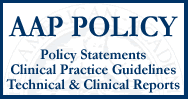 AAP POLICY
Policy Statements
Clinical Practice Guidelines
Technical & Clinical Reports